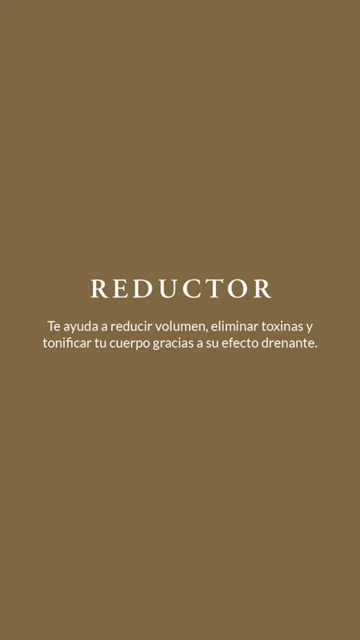 REDUCTOR
Te ayuda a reducir volumen, eliminar toxinas y
tonificar tu cuerpo gracias a su efecto drenante.